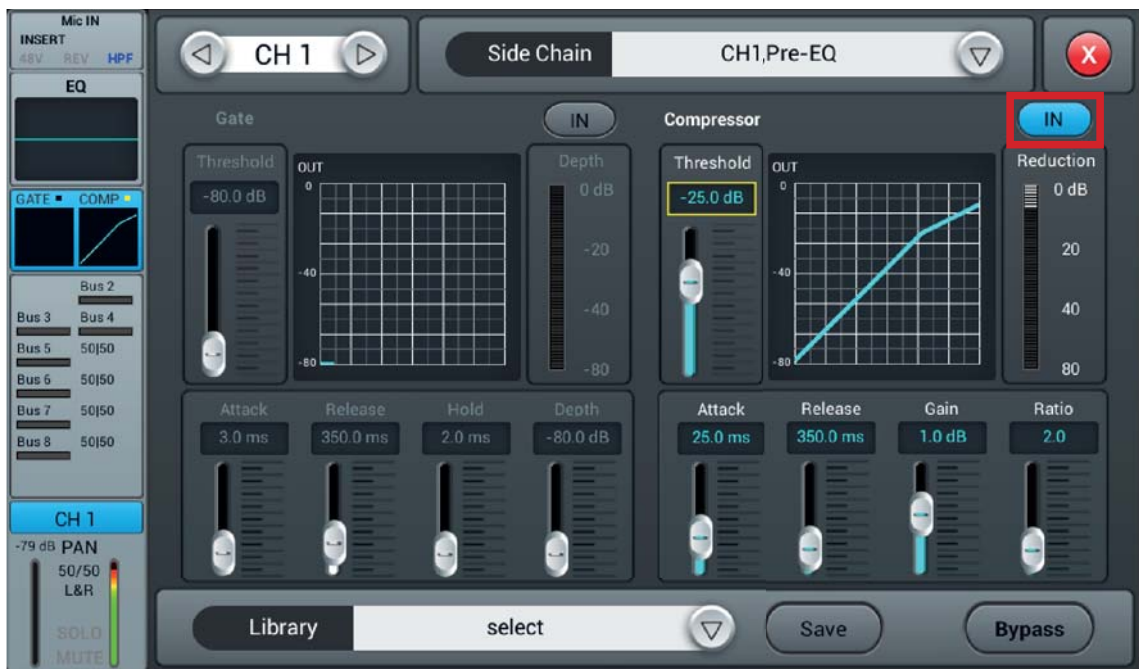 Mic IN
INSERT
48V REV HPF
EQ
GATE COMP
Bus 2
Bus 3 Bus 4
Bus 5 50|50
Bus 6 50|50
Bus 7 50|50
Bus 8 50|50
CH 1
-79 dB PAN
50/50
L&R
SOLO
MUTE
CH 1
Side Chain CH1,Pre-EQ
X
Gate IN
Threshold
-80.0 dB
OUT
0
-40
-80
Depth
0 dB
-20
-40
-80
Attack Release Hold Depth
3.0 ms 350.0 ms 2.0 ms -80.0 dB
Compressor IN
Threshold
-25.0 dB
OUT
0
-40
-80
Reduction
0 dB
20
40
80
Attack Release Gain Ratio
25.0 ms 350.0 ms 1.0 dB 2.0
Library select Save Bypass